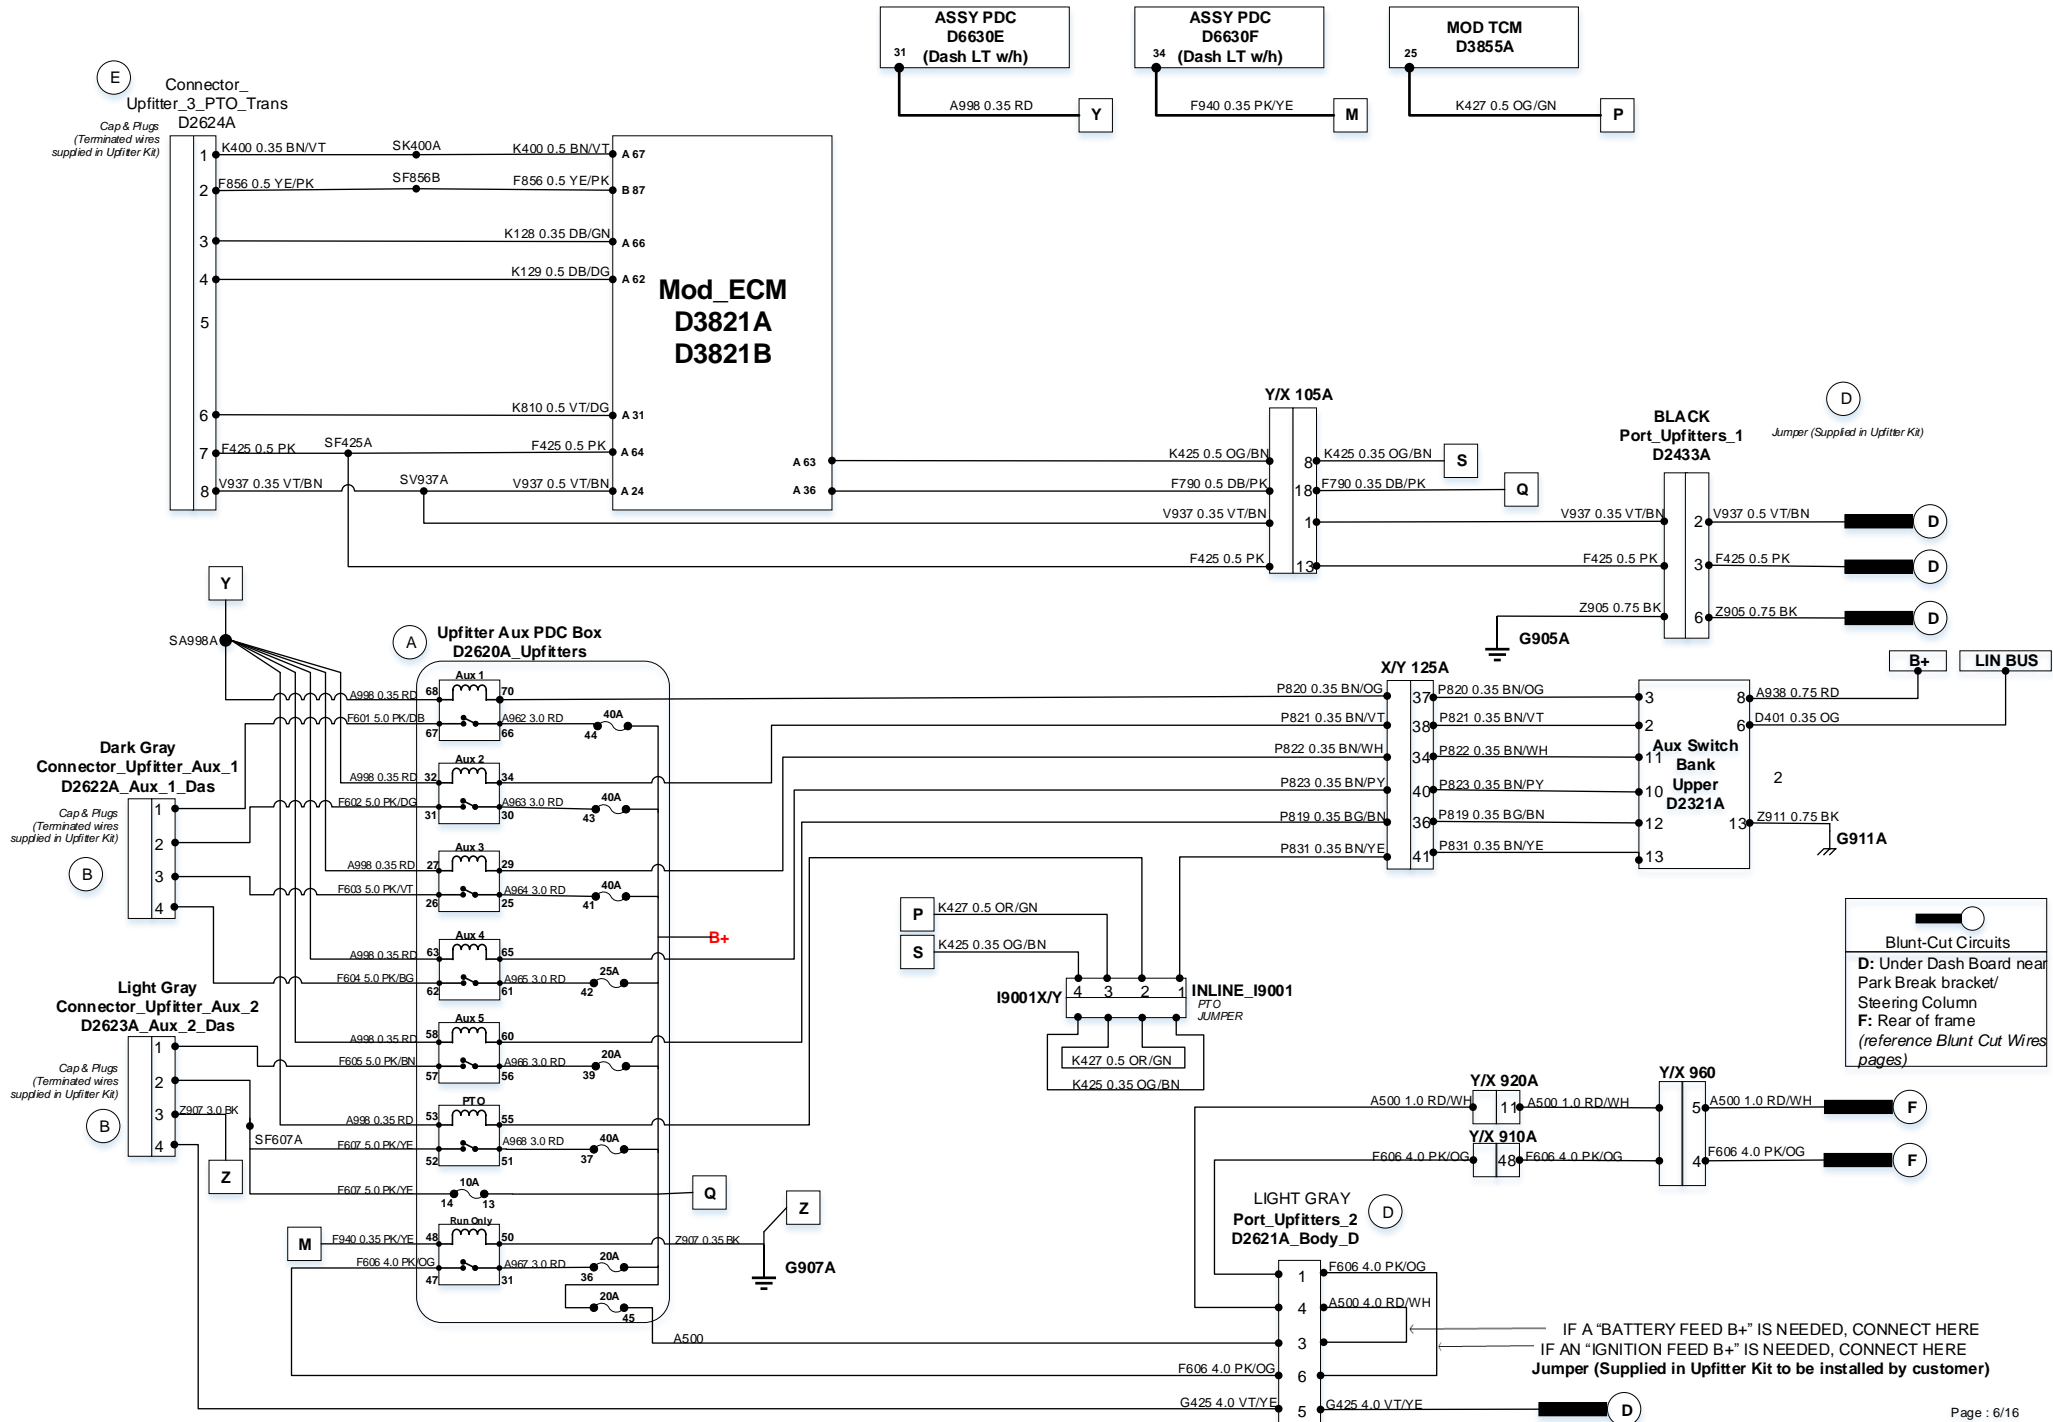 ASSY PDC
D6630E
(Dash LT w/h)
31
A998 0.35 RD
Y
ASSY PDC
D6630F
(Dash LT w/h)
34
F940 0.35 PK/YE
M
MOD TCM
D3855A
25
K427 0.5 OG/GN
P
E
Connector_
Upfitter_3_PTO_Trans
D2624A
Cap & Plugs
(Terminated wires
supplied in Upfitter Kit)
1
K400 0.35 BN/VT
SK400A
K400 0.5 BN/VT
A 67
2
F856 0.5 YE/PK
SF856B
F856 0.5 YE/PK
B 87
3
K128 0.35 DB/GN
A 66
4
K129 0.5 DB/DG
A 62
5
6
K810 0.5 VT/DG
A 31
7
F425 0.5 PK
SF425A
F425 0.5 PK
A 64
8
V937 0.35 VT/BN
SV937A
V937 0.5 VT/BN
A 24
Mod_ECM
D3821A
D3821B
A 63
A 36
Y/X 105A
K425 0.5 OG/BN
8
K425 0.35 OG/BN
S
F790 0.5 DB/PK
18
F790 0.35 DB/PK
Q
V937 0.35 VT/BN
1
V937 0.35 VT/BN
F425 0.5 PK
13
F425 0.5 PK
BLACK
Port_Upfitters_1
D2433A
D
Jumper (Supplied in Upfitter Kit)
2
V937 0.5 VT/BN
D
3
F425 0.5 PK
D
Z905 0.75 BK
6
Z905 0.75 BK
D
G905A
Y
SA998A
A
Upfitter Aux PDC Box
D2620A_Upfitters
Aux 1
A998 0.35 RD
68
70
F601 5.0 PK/DB
67
66
A962 3.0 RD
40A
44
Aux 2
A998 0.35 RD
32
34
F602 5.0 PK/DG
31
30
A963 3.0 RD
40A
43
Aux 3
A998 0.35 RD
27
29
F603 5.0 PK/VT
26
25
A964 3.0 RD
40A
41
Aux 4
A998 0.35 RD
63
65
F604 5.0 PK/BG
62
61
A965 3.0 RD
25A
42
B+
Aux 5
A998 0.35 RD
58
60
F605 5.0 PK/BN
57
56
A966 3.0 RD
20A
39
PTO
A998 0.35 RD
53
55
F607 5.0 PK/YE
52
51
A968 3.0 RD
40A
37
F607 5.0 PK/YE
14
10A
13
Q
Run Only
M
F940 0.35 PK/YE
48
50
Z907 0.35 BK
Z
G907A
F606 4.0 PK/OG
47
31
A967 3.0 RD
20A
36
20A
45
A500
Dark Gray
Connector_Upfitter_Aux_1
D2622A_Aux_1_Das
Cap & Plugs
(Terminated wires
supplied in Upfitter Kit)
B
1
2
3
4
Light Gray
Connector_Upfitter_Aux_2
D2623A_Aux_2_Das
Cap & Plugs
(Terminated wires
supplied in Upfitter Kit)
B
1
2
3
4
Z907 3.0 BK
SF607A
Z
X/Y 125A
P820 0.35 BN/OG
37
P820 0.35 BN/OG
3
P821 0.35 BN/VT
38
P821 0.35 BN/VT
2
P822 0.35 BN/WH
34
P822 0.35 BN/WH
11
P823 0.35 BN/PY
40
P823 0.35 BN/PY
10
P819 0.35 BG/BN
36
P819 0.35 BG/BN
12
P831 0.35 BN/YE
41
P831 0.35 BN/YE
13
Aux Switch
Bank
Upper
D2321A
2
B+
LIN BUS
8
A938 0.75 RD
6
D401 0.35 OG
13
Z911 0.75 BK
G911A
P
K427 0.5 OR/GN
S
K425 0.35 OG/BN
I9001X/Y
4 3 2 1
INLINE_I9001
PTO
JUMPER
K427 0.5 OR/GN
K425 0.35 OG/BN
Blunt-Cut Circuits
D: Under Dash Board near
Park Break bracket/
Steering Column
F: Rear of frame
(reference Blunt Cut Wires
pages)
Y/X 920A
A500 1.0 RD/WH
11
A500 1.0 RD/WH
Y/X 960
5
A500 1.0 RD/WH
F
Y/X 910A
F606 4.0 PK/OG
48
F606 4.0 PK/OG
4
F606 4.0 PK/OG
F
LIGHT GRAY
Port_Upfitters_2
D2621A_Body_D
D
1
F606 4.0 PK/OG
4
A500 4.0 RD/WH
3
F606 4.0 PK/OG
6
G425 4.0 VT/YE
5
G425 4.0 VT/YE
D
IF A “BATTERY FEED B+” IS NEEDED, CONNECT HERE
IF AN “IGNITION FEED B+” IS NEEDED, CONNECT HERE
Jumper (Supplied in Upfitter Kit to be installed by customer)
Page : 6/16